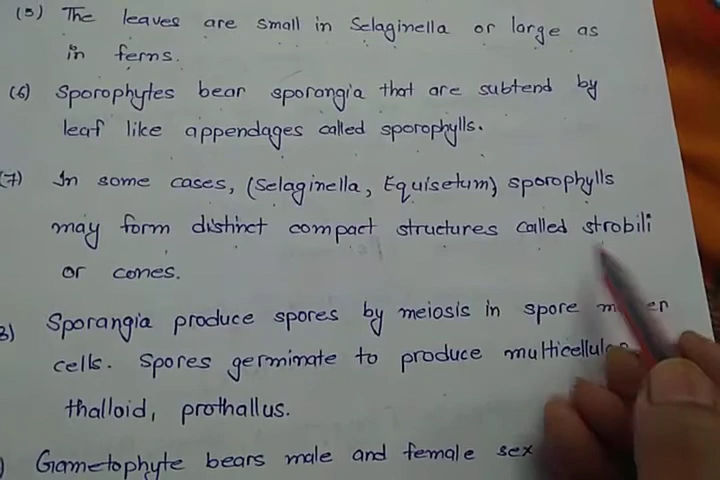 (5) The leaves are small in Selaginella or large as
in ferns.
(6) Sporophytes bear sporangia that are subtend by
leaf like appendages called sporophylls.
(7) In some cases, (Selaginella, Equisetum) sporophylls
may form distinct compact structures called strobili
or cones.
Sporangia produce spores by meiosis in spore
cells. Spores germinate to produce
thalloid, prothallus.
Gametophyte bears male and female sex